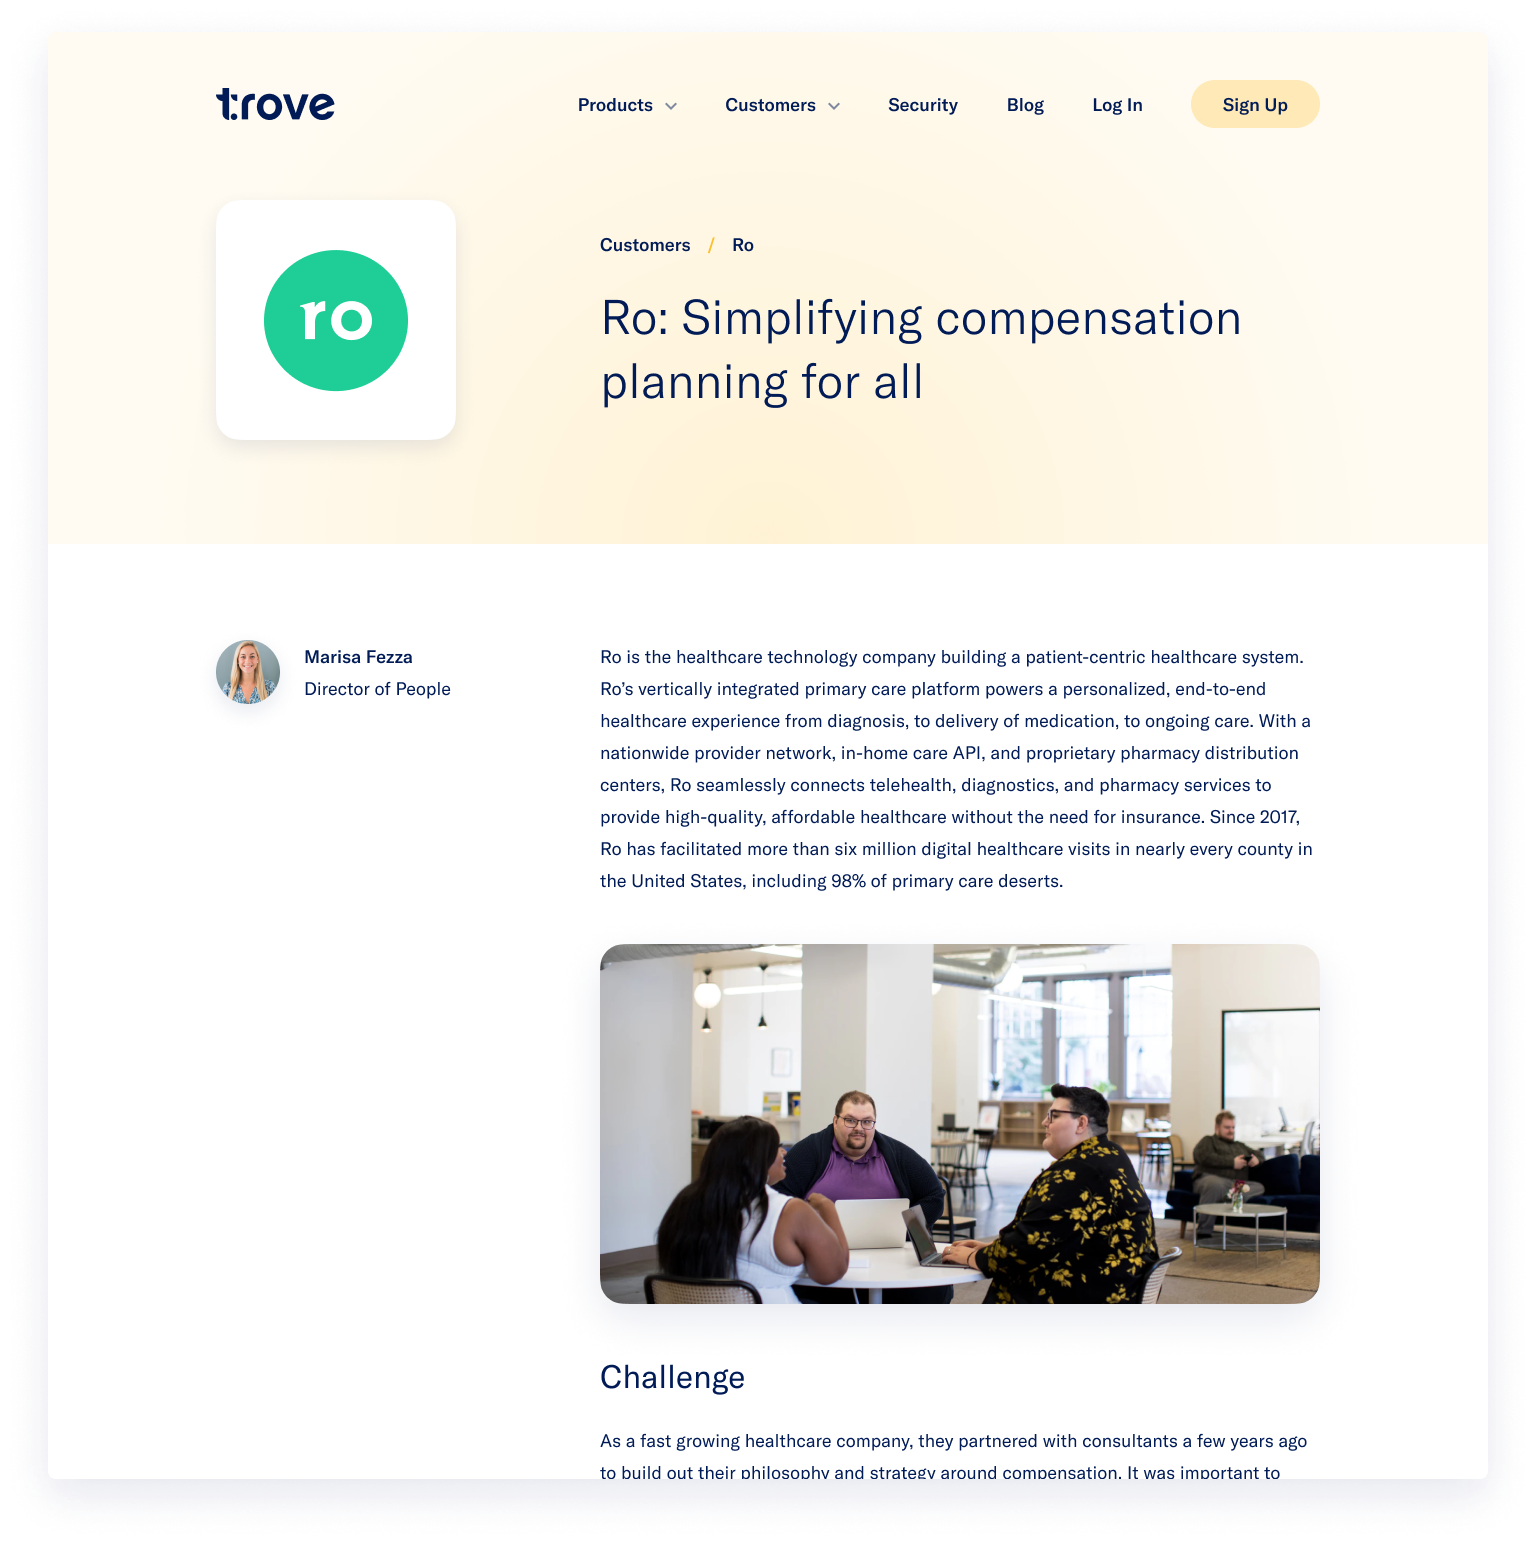 trove
Products
Customers
Security
Blog
Log In
Sign Up
ro
Customers / Ro
Ro: Simplifying compensation
planning for all
Marisa Fezza
Director of People
Ro is the healthcare technology company building a patient-centric healthcare system.
Ro’s vertically integrated primary care platform powers a personalized, end-to-end
healthcare experience from diagnosis, to delivery of medication, to ongoing care. With a
nationwide provider network, in-home care API, and proprietary pharmacy distribution
centers, Ro seamlessly connects telehealth, diagnostics, and pharmacy services to
provide high-quality, affordable healthcare without the need for insurance. Since 2017,
Ro has facilitated more than six million digital healthcare visits in nearly every county in
the United States, including 98% of primary care deserts.
Challenge
As a fast growing healthcare company, they partnered with consultants a few years ago
to build out their philosophy and strategy around compensation. It was important to